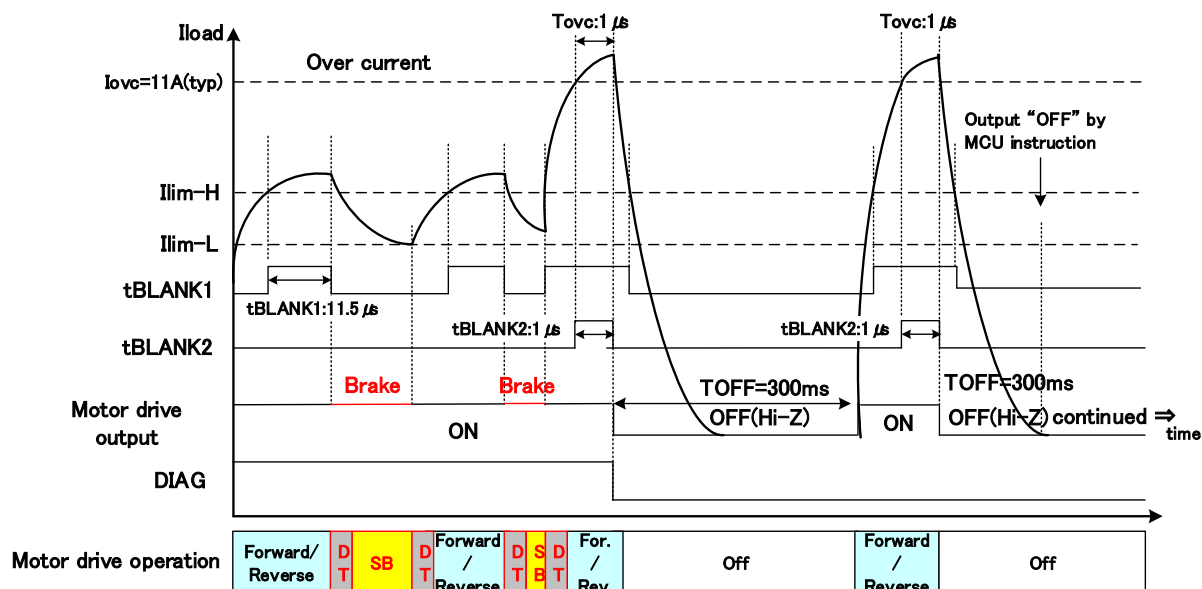 Tovc:1 μs
Tovc:1 μs
Iload
Over current
Iovc=11A(typ)
Output “OFF” by
MCU instruction
Ilim-H
Ilim-L
tBLANK1
tBLANK1:11.5 μs
tBLANK2:1 μs
tBLANK2:1 μs
tBLANK2
Brake
Brake
TOFF=300ms
TOFF=300ms
Motor drive
output
ON
OFF(Hi-Z)
ON
OFF(Hi-Z) continued ⇒
time
DIAG
Motor drive operation
Forward/
Reverse
D
T
SB
D
T
Forward
/
Reverse
D
T
S
B
D
T
For.
/
Rev.
Off
Forward
/
Reverse
Off